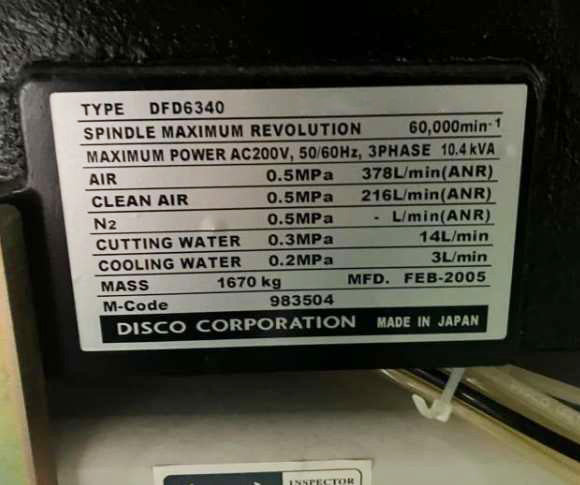 TYPE DFD6340
SPINDLE MAXIMUM REVOLUTION 60,000min⁻¹
MAXIMUM POWER AC200V, 50/60Hz, 3PHASE 10.4kVA
AIR 0.5MPa 378L/min(ANR)
CLEAN AIR 0.5MPa 216L/min(ANR)
N₂ 0.5MPa - L/min(ANR)
CUTTING WATER 0.3MPa 14L/min
COOLING WATER 0.2MPa 3L/min
MASS 1670 kg MFD. FEB-2005
M-Code 983504
DISCO CORPORATION MADE IN JAPAN
INSPECTOR